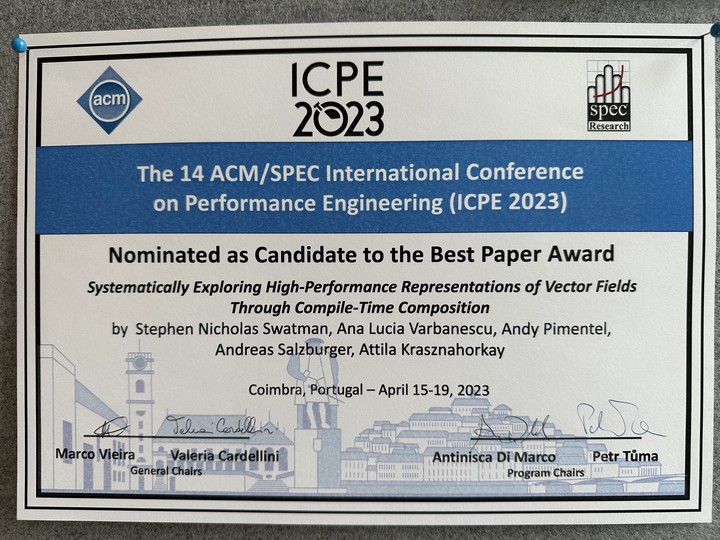 acm
ICPE
2023
spec
Research
The 14 ACM/SPEC International Conference
on Performance Engineering (ICPE 2023)
Nominated as Candidate to the Best Paper Award
Systematically Exploring High-Performance Representations of Vector Fields
Through Compile-Time Composition
by Stephen Nicholas Swatman, Ana Lucia Varbanescu, Andy Pimentel,
Andreas Salzburger, Attila Krasznahorkay
Coimbra, Portugal – April 15-19, 2023
Valeria Cardellini
Marco Vieira Valeria Cardellini Antinisca Di Marco Petr Tůma
General Chairs Program Chairs